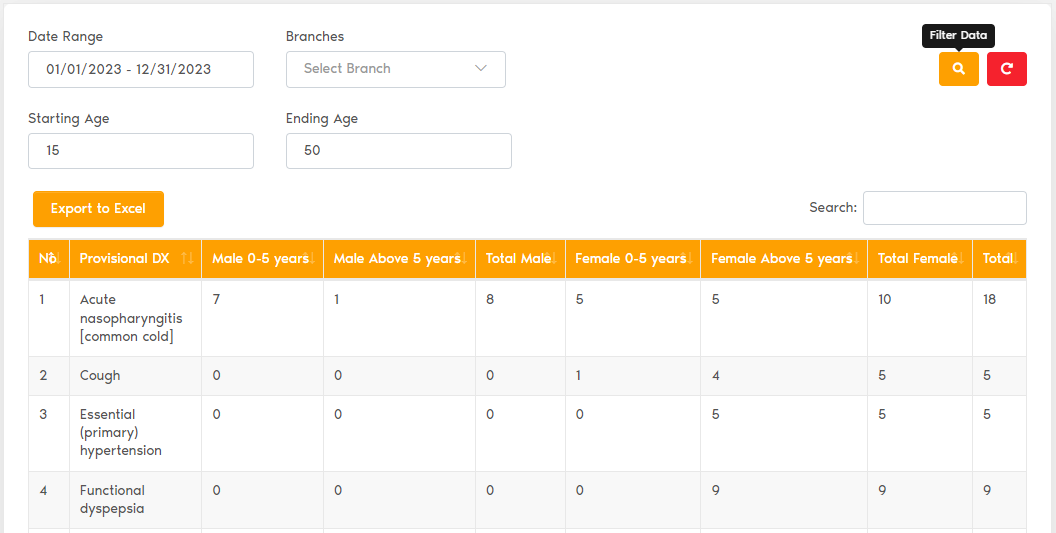 Date Range
Branches
Filter Data
01/01/2023 - 12/31/2023
Select Branch
Starting Age
Ending Age
15
50
Export to Excel
Search:
No
Provisional DX
Male 0-5 years
Male Above 5 years
Total Male
Female 0-5 years
Female Above 5 years
Total Female
Total
1
Acute
nasopharyngitis
[common cold]
7
1
8
5
5
10
18
2
Cough
0
0
0
1
4
5
5
3
Essential
(primary)
hypertension
0
0
0
0
5
5
5
4
Functional
dyspepsia
0
0
0
0
9
9
9